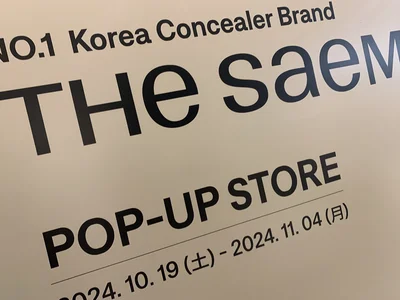 NO.1 Korea Concealer Brand
THe saeM
POP-UP STORE
2024. 10. 19 (土) - 2024. 11. 04 (月)